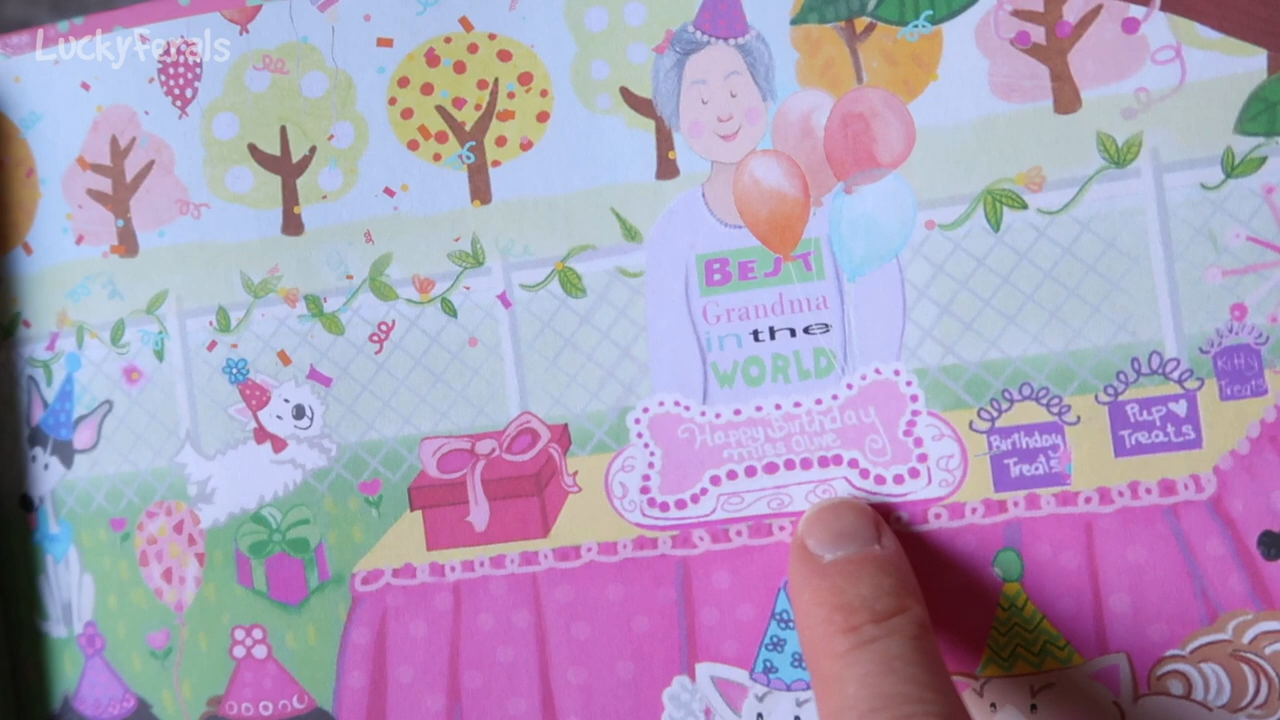 LuckyFerals
BEST
Grandma
in the
WORLD
Happy Birthday
Miss Olive
Birthday
Treats
Pup
Treats
Kitty
Treats